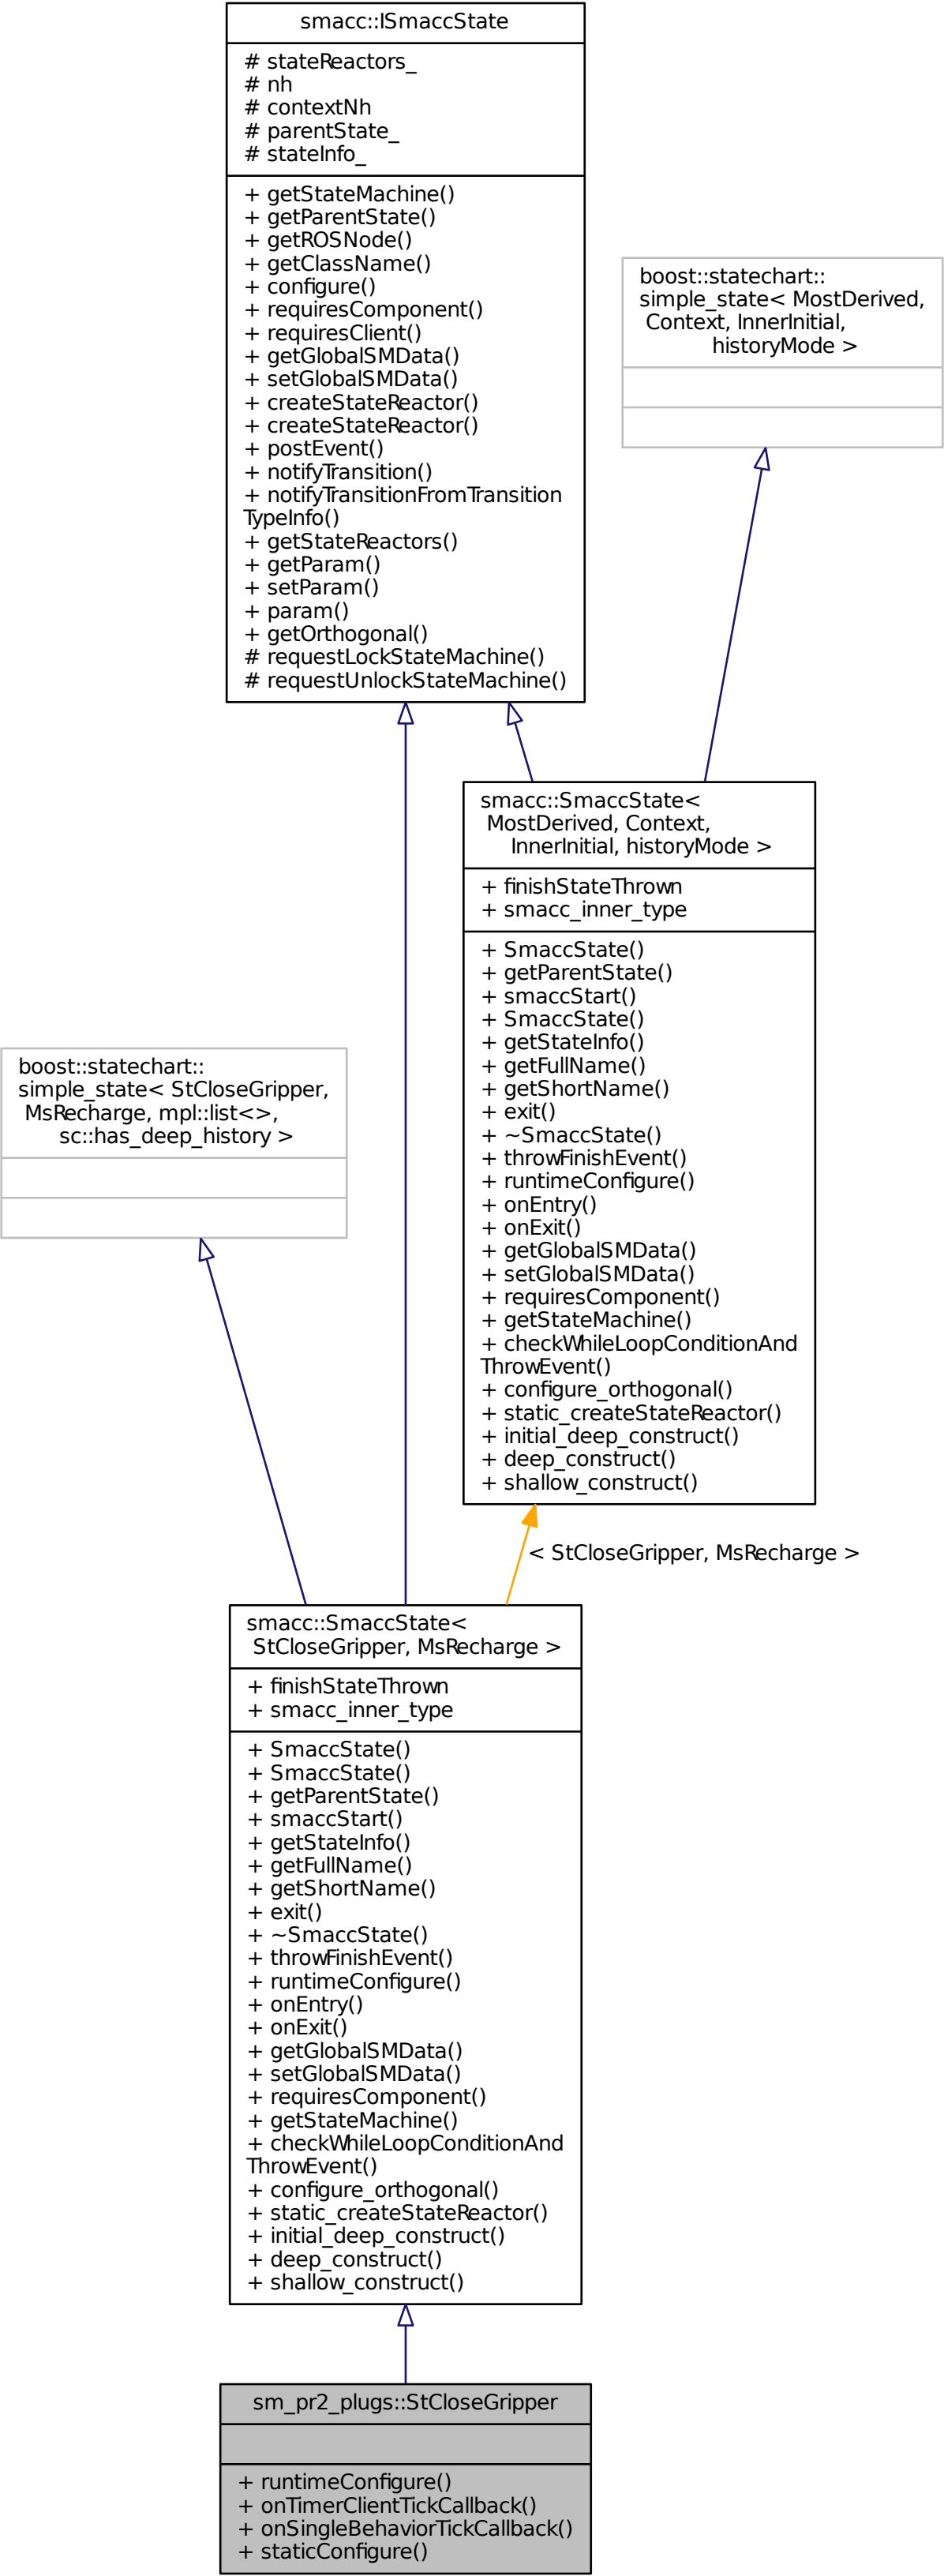 smacc::ISmaccState
# stateReactors_
# nh
# contextNh
# parentState_
# stateInfo_
+ getStateMachine()
+ getParentState()
+ getROSNode()
+ getClassName()
+ configure()
+ requiresComponent()
+ requiresClient()
+ getGlobalSMData()
+ setGlobalSMData()
+ createStateReactor()
+ createStateReactor()
+ postEvent()
+ notifyTransition()
+ notifyTransitionFromTransition
TypeInfo()
+ getStateReactors()
+ getParam()
+ setParam()
+ param()
+ getOrthogonal()
# requestLockStateMachine()
# requestUnlockStateMachine()
boost::statechart::
simple_state< MostDerived,
Context, InnerInitial,
historyMode >
smacc::SmaccState<
MostDerived, Context,
InnerInitial, historyMode >
+ finishStateThrown
+ smacc_inner_type
+ SmaccState()
+ getParentState()
+ smaccStart()
+ SmaccState()
+ getStateInfo()
+ getFullName()
+ getShortName()
+ exit()
+ ~SmaccState()
+ throwFinishEvent()
+ runtimeConfigure()
+ onEntry()
+ onExit()
+ getGlobalSMData()
+ setGlobalSMData()
+ requiresComponent()
+ getStateMachine()
+ checkWhileLoopConditionAnd
ThrowEvent()
+ configure_orthogonal()
+ static_createStateReactor()
+ initial_deep_construct()
+ deep_construct()
+ shallow_construct()
boost::statechart::
simple_state< StCloseGripper,
MsRecharge, mpl::list<>,
sc::has_deep_history >
< StCloseGripper, MsRecharge >
smacc::SmaccState<
StCloseGripper, MsRecharge >
+ finishStateThrown
+ smacc_inner_type
+ SmaccState()
+ SmaccState()
+ getParentState()
+ smaccStart()
+ getStateInfo()
+ getFullName()
+ getShortName()
+ exit()
+ ~SmaccState()
+ throwFinishEvent()
+ runtimeConfigure()
+ onEntry()
+ onExit()
+ getGlobalSMData()
+ setGlobalSMData()
+ requiresComponent()
+ getStateMachine()
+ checkWhileLoopConditionAnd
ThrowEvent()
+ configure_orthogonal()
+ static_createStateReactor()
+ initial_deep_construct()
+ deep_construct()
+ shallow_construct()
sm_pr2_plugs::StCloseGripper
+ runtimeConfigure()
+ onTimerClientTickCallback()
+ onSingleBehaviorTickCallback()
+ staticConfigure()